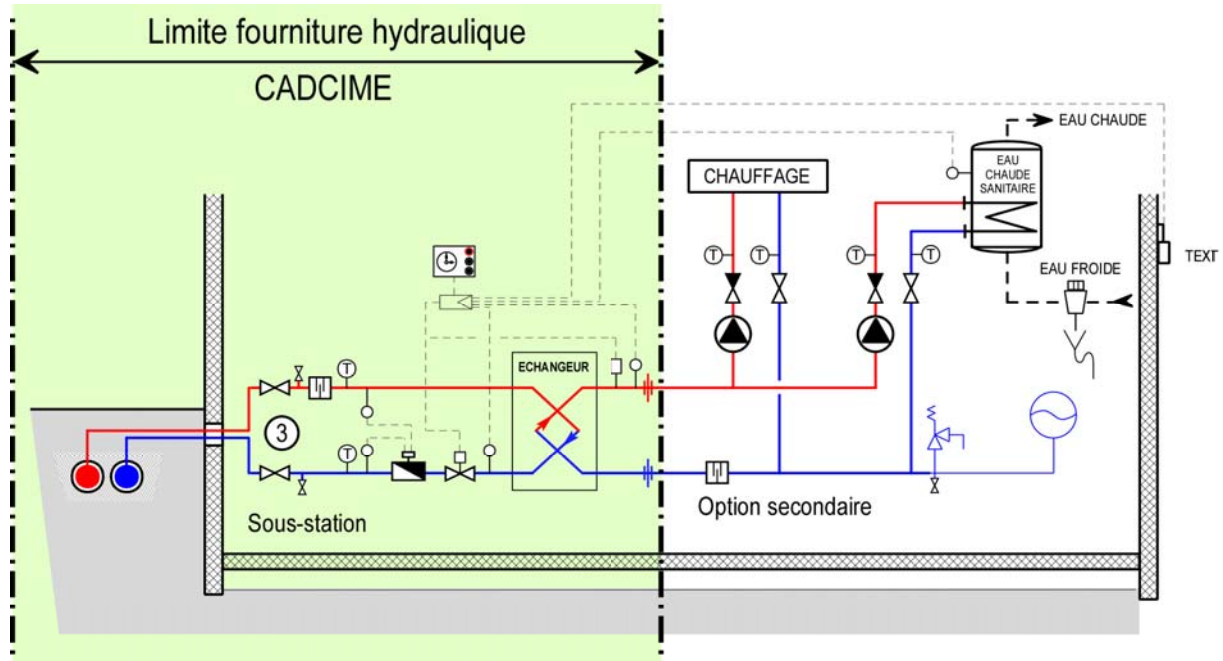 Limite fourniture hydraulique
CADCIME
EAU CHAUDE
EAU
CHAUDE
SANITAIRE
CHAUFFAGE
T
T
T
T
TEXT
EAU FROIDE
ECHANGEUR
T
3
T
Sous-station
Option secondaire